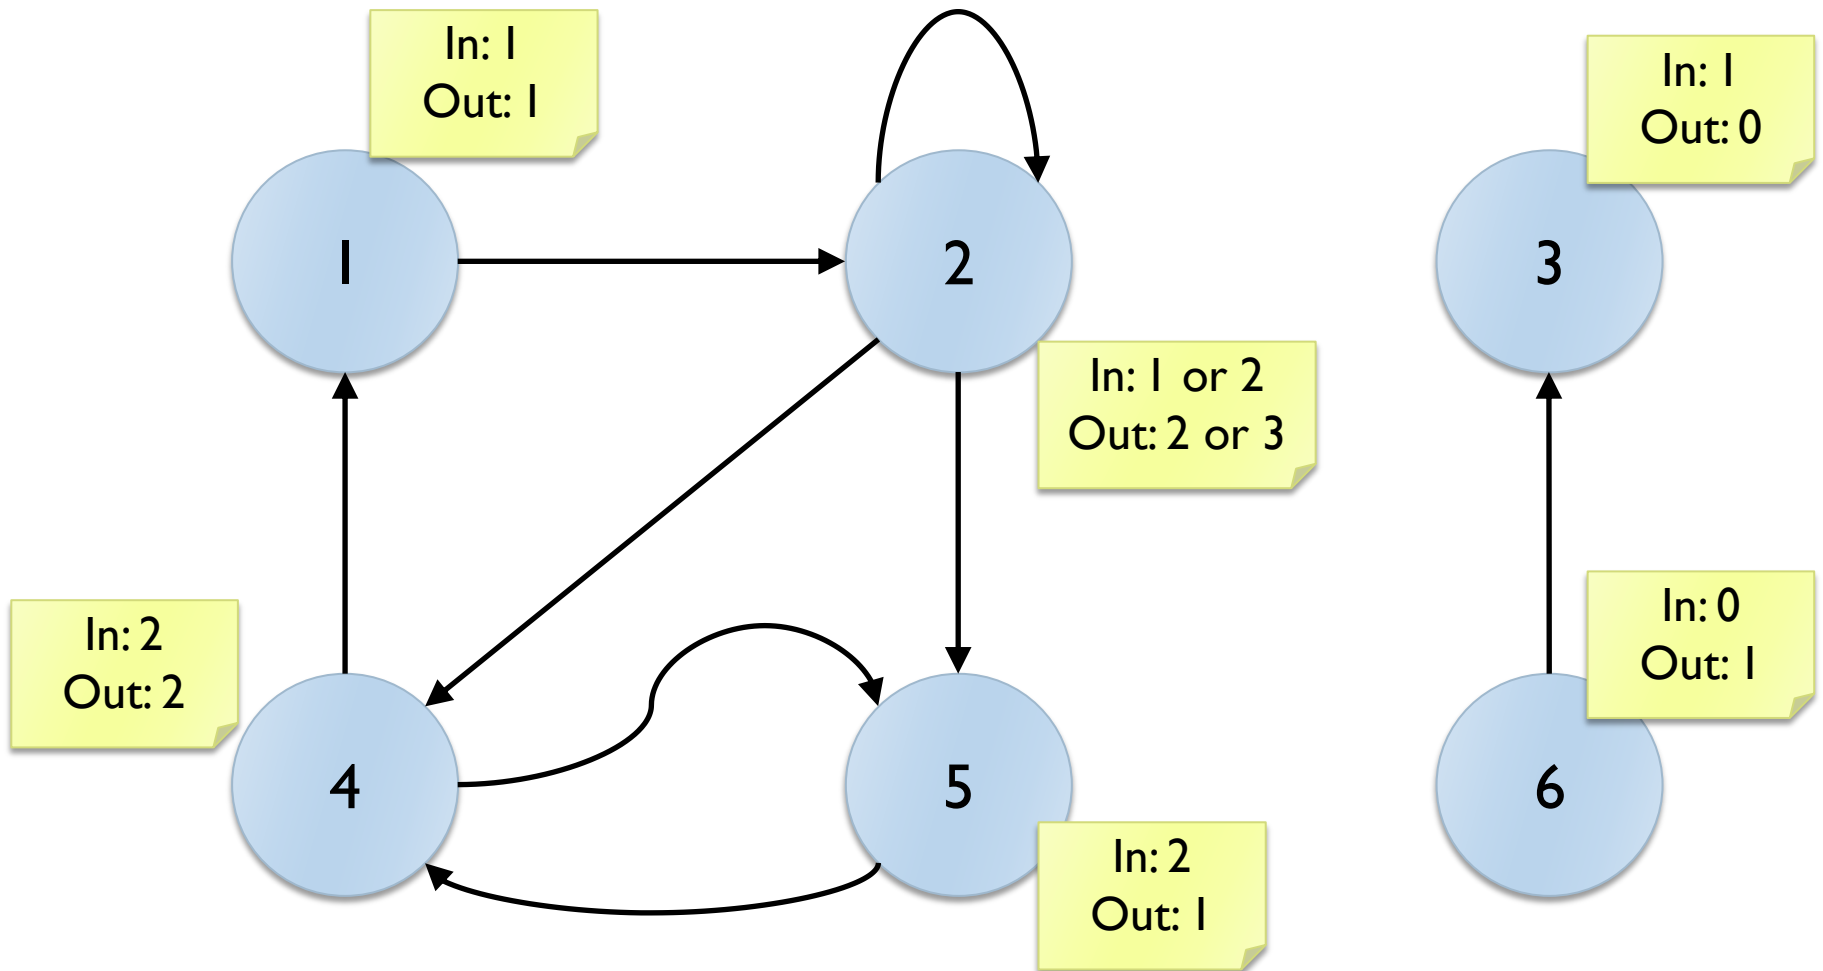 In: 1
Out: 1
In: 1
Out: 0
1
2
3
In: 1 or 2
Out: 2 or 3
In: 2
Out: 2
In: 0
Out: 1
4
5
6
In: 2
Out: 1